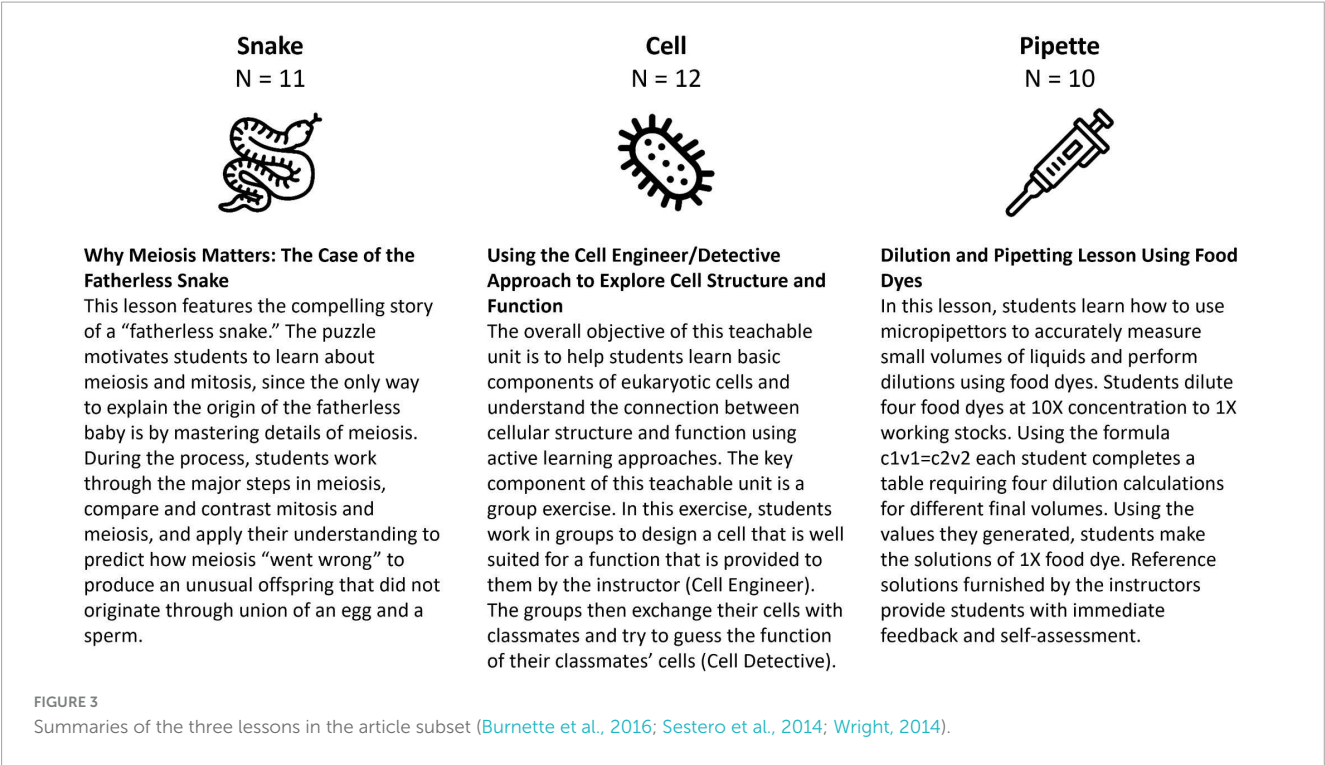 Snake
N = 11
Why Meiosis Matters: The Case of the
Fatherless Snake
This lesson features the compelling story
of a “fatherless snake.” The puzzle
motivates students to learn about
meiosis and mitosis, since the only way
to explain the origin of the fatherless
baby is by mastering details of meiosis.
During the process, students work
through the major steps in meiosis,
compare and contrast mitosis and
meiosis, and apply their understanding to
predict how meiosis “went wrong” to
produce an unusual offspring that did not
originate through union of an egg and a
sperm.
Cell
N = 12
Using the Cell Engineer/Detective
Approach to Explore Cell Structure and
Function
The overall objective of this teachable
unit is to help students learn basic
components of eukaryotic cells and
understand the connection between
cellular structure and function using
active learning approaches. The key
component of this teachable unit is a
group exercise. In this exercise, students
work in groups to design a cell that is well
suited for a function that is provided to
them by the instructor (Cell Engineer).
The groups then exchange their cells with
classmates and try to guess the function
of their classmates’ cells (Cell Detective).
Pipette
N = 10
Dilution and Pipetting Lesson Using Food
Dyes
In this lesson, students learn how to use
micropipettors to accurately measure
small volumes of liquids and perform
dilutions using food dyes. Students dilute
four food dyes at 10X concentration to 1X
working stocks. Using the formula
c1v1=c2v2 each student completes a
table requiring four dilution calculations
for different final volumes. Using the
values they generated, students make
the solutions of 1X food dye. Reference
solutions furnished by the instructors
provide students with immediate
feedback and self-assessment.
FIGURE 3
Summaries of the three lessons in the article subset (Burnette et al., 2016; Sestero et al., 2014; Wright, 2014).